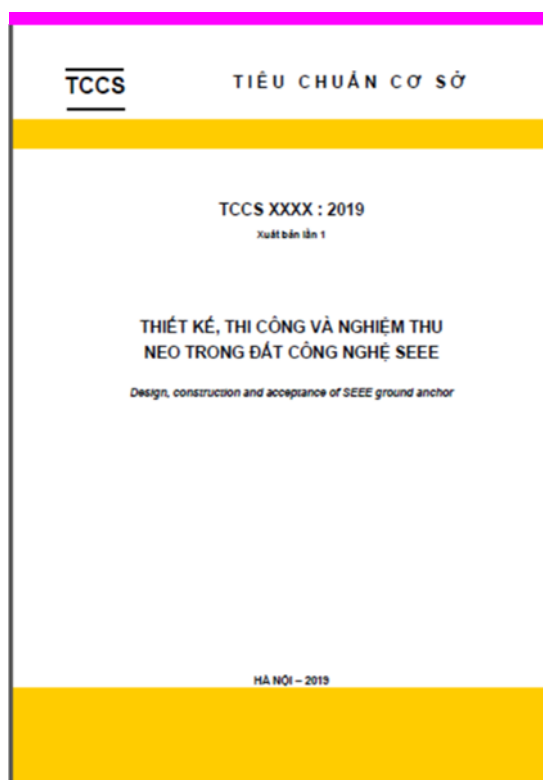 TCCS
TIÊU CHUẨN CƠ SỞ
TCCS XXXX : 2019
Xuất bản lần 1
THIẾT KẾ, THI CÔNG VÀ NGHIỆM THU
NEO TRONG ĐẤT CÔNG NGHỆ SEEE
Design, construction and acceptance of SEEE ground anchor
HÀ NỘI – 2019